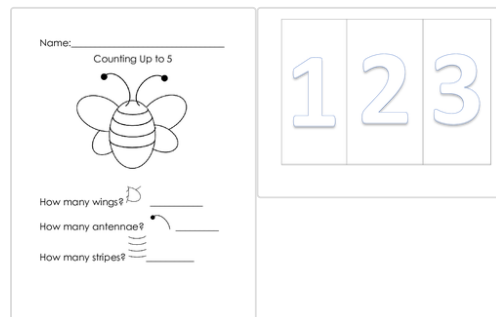 Name:
Counting Up to 5
How many wings?
How many antennae?
How many stripes?
1 2 3